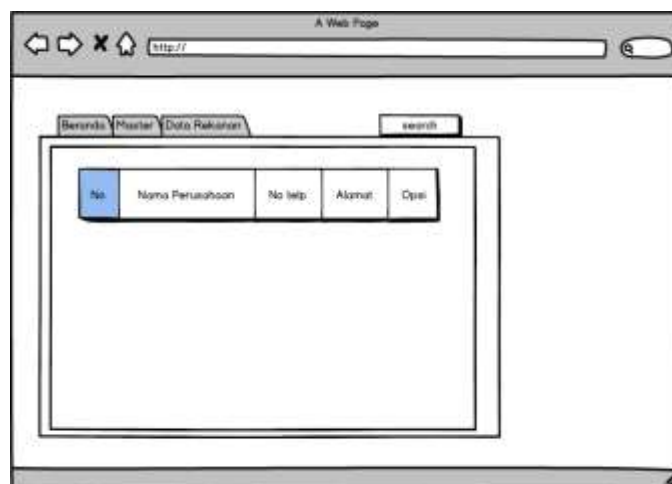 A Web Page
http://
Beranda Master Data Rekanan search
No Nama Perusahaan No telp Alamat Opsi